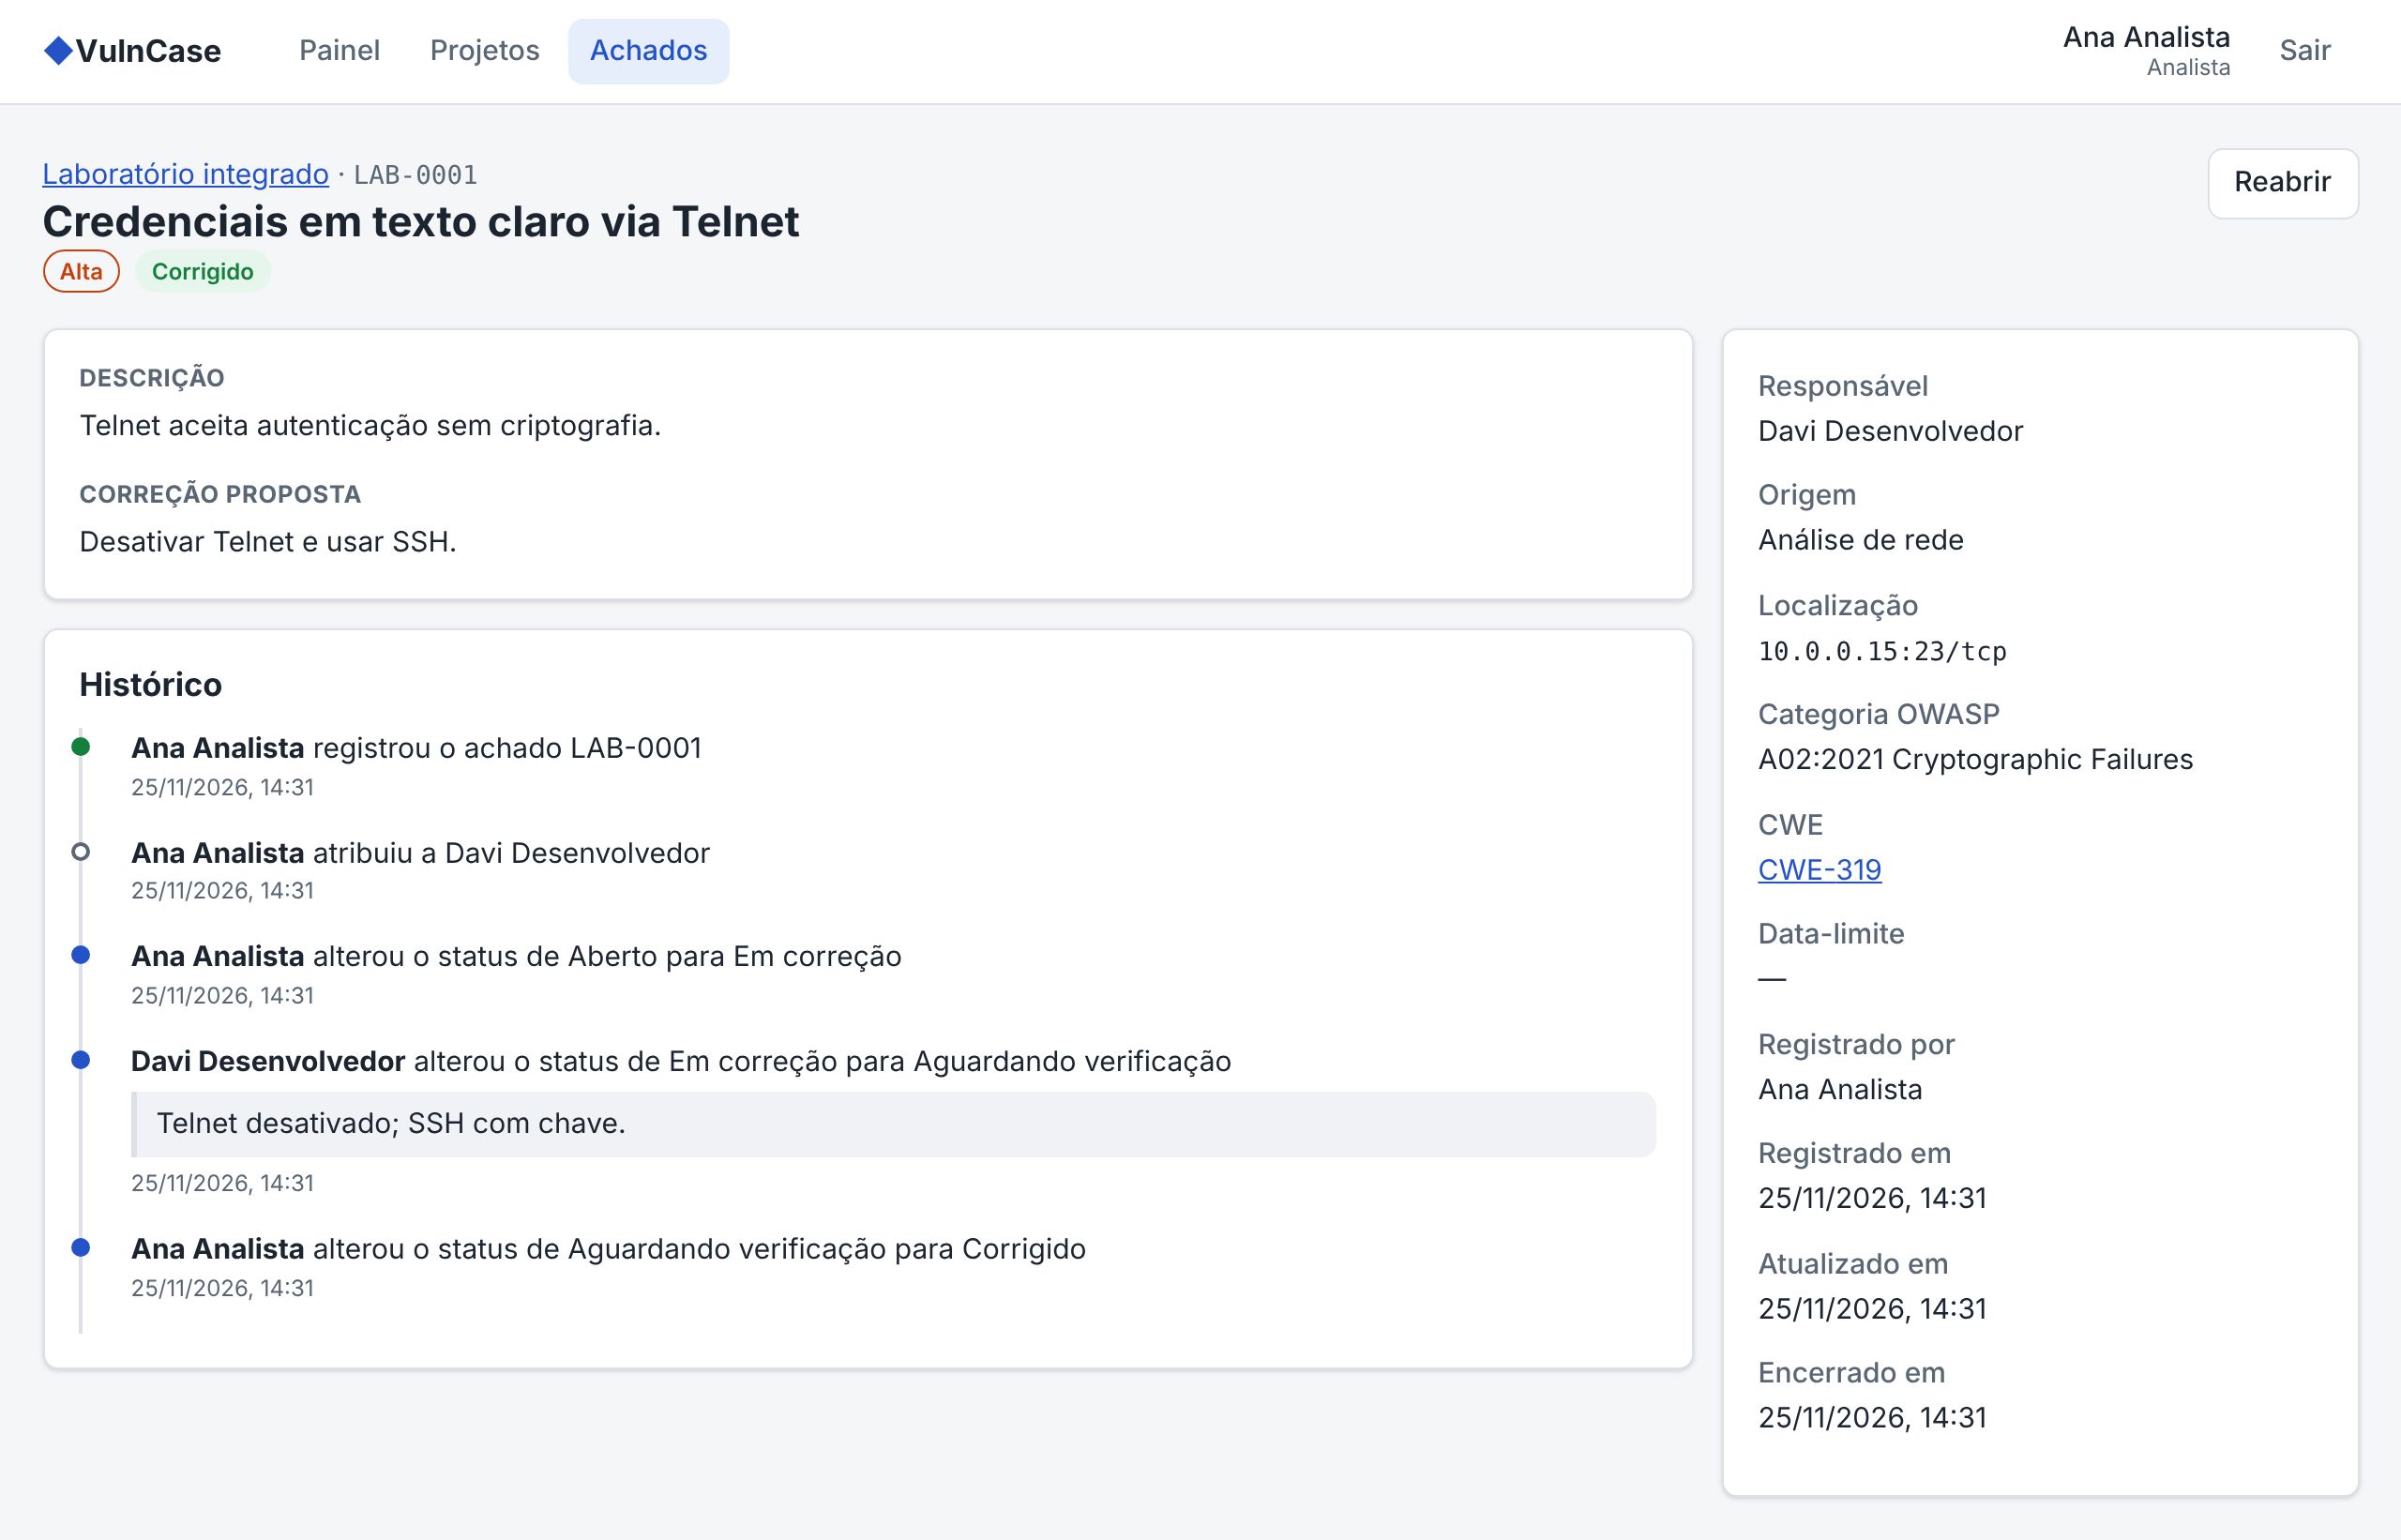 VulnCase
Painel
Projetos
Achados
Ana Analista
Analista
Sair
Laboratório integrado · LAB-0001
Reabrir
Credenciais em texto claro via Telnet
Alta
Corrigido
DESCRIÇÃO
Telnet aceita autenticação sem criptografia.
CORREÇÃO PROPOSTA
Desativar Telnet e usar SSH.
Histórico
Ana Analista registrou o achado LAB-0001
25/11/2026, 14:31
Ana Analista atribuiu a Davi Desenvolvedor
25/11/2026, 14:31
Ana Analista alterou o status de Aberto para Em correção
25/11/2026, 14:31
Davi Desenvolvedor alterou o status de Em correção para Aguardando verificação
Telnet desativado; SSH com chave.
25/11/2026, 14:31
Ana Analista alterou o status de Aguardando verificação para Corrigido
25/11/2026, 14:31
Responsável
Davi Desenvolvedor
Origem
Análise de rede
Localização
10.0.0.15:23/tcp
Categoria OWASP
A02:2021 Cryptographic Failures
CWE
CWE-319
Data-limite
—
Registrado por
Ana Analista
Registrado em
25/11/2026, 14:31
Atualizado em
25/11/2026, 14:31
Encerrado em
25/11/2026, 14:31